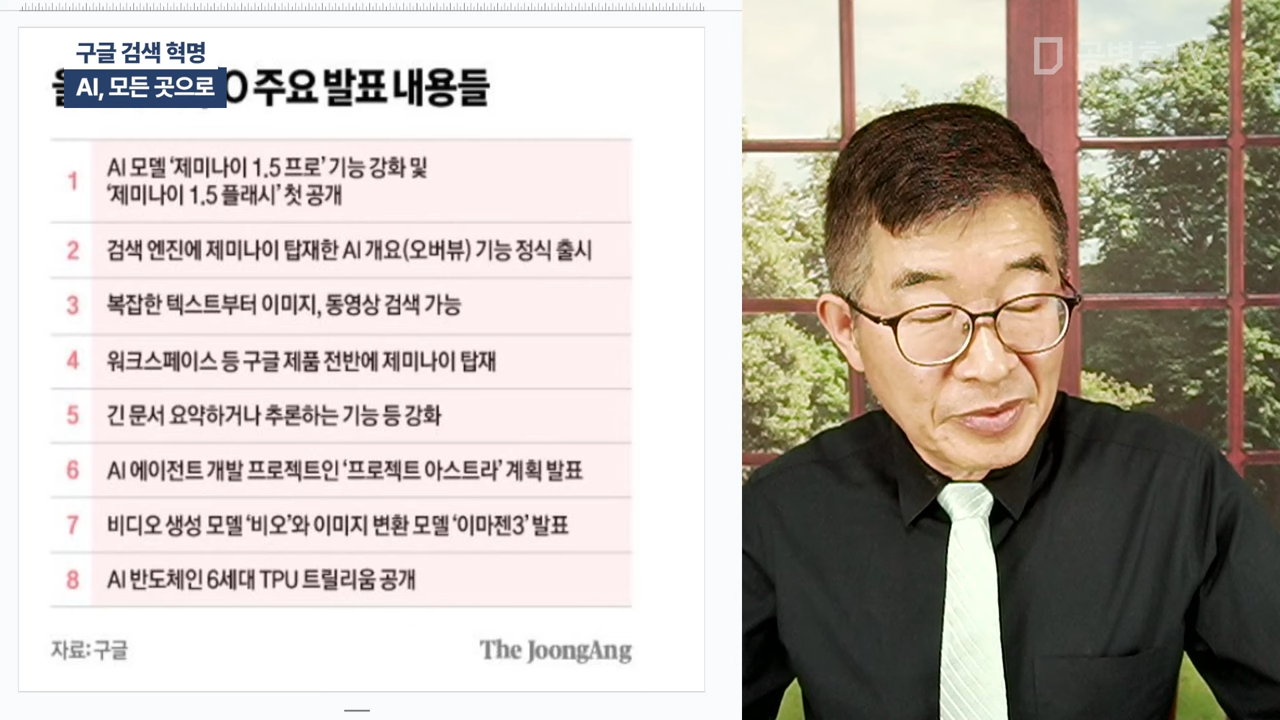 구글 검색 혁명
AI, 모든 곳으로
O 주요 발표 내용들
1
AI 모델 ‘제미나이 1.5 프로’ 기능 강화 및
‘제미나이 1.5 플래시’ 첫 공개
2
검색 엔진에 제미나이 탑재한 AI 개요(오버뷰) 기능 정식 출시
3
복잡한 텍스트부터 이미지, 동영상 검색 가능
4
워크스페이스 등 구글 제품 전반에 제미나이 탑재
5
긴 문서 요약하거나 추론하는 기능 등 강화
6
AI 에이전트 개발 프로젝트인 ‘프로젝트 아스트라’ 계획 발표
7
비디오 생성 모델 ‘비오’와 이미지 변환 모델 ‘이마젠3’ 발표
8
AI 반도체인 6세대 TPU 트릴리움 공개
자료: 구글
The JoongAng
공병호TV